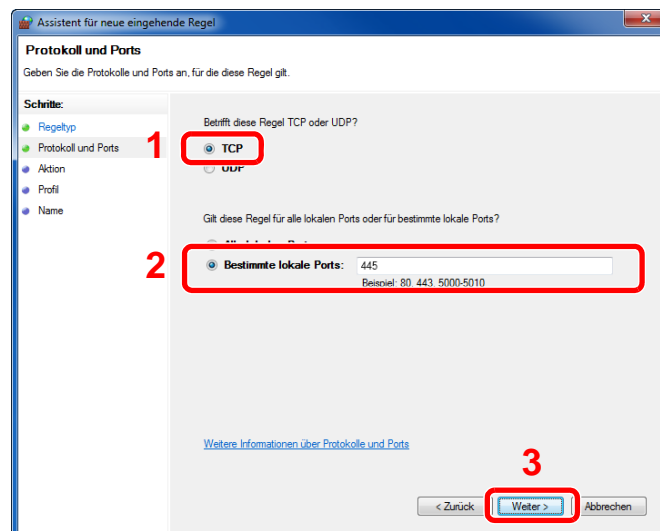 Assistent für neue eingehende Regel
Protokoll und Ports
Geben Sie die Protokolle und Ports an, für die diese Regel gilt.
Schritte:
Regeltyp
Protokoll und Ports
Aktion
Profil
Name
Betrifft diese Regel TCP oder UDP?
1
TCP
UDP
Gilt diese Regel für alle lokalen Ports oder für bestimmte lokale Ports?
2
Bestimmte lokale Ports: 445
Beispiel: 80, 443, 5000-5010
Weitere Informationen über Protokolle und Ports
3
< Zurück Weiter > Abbrechen